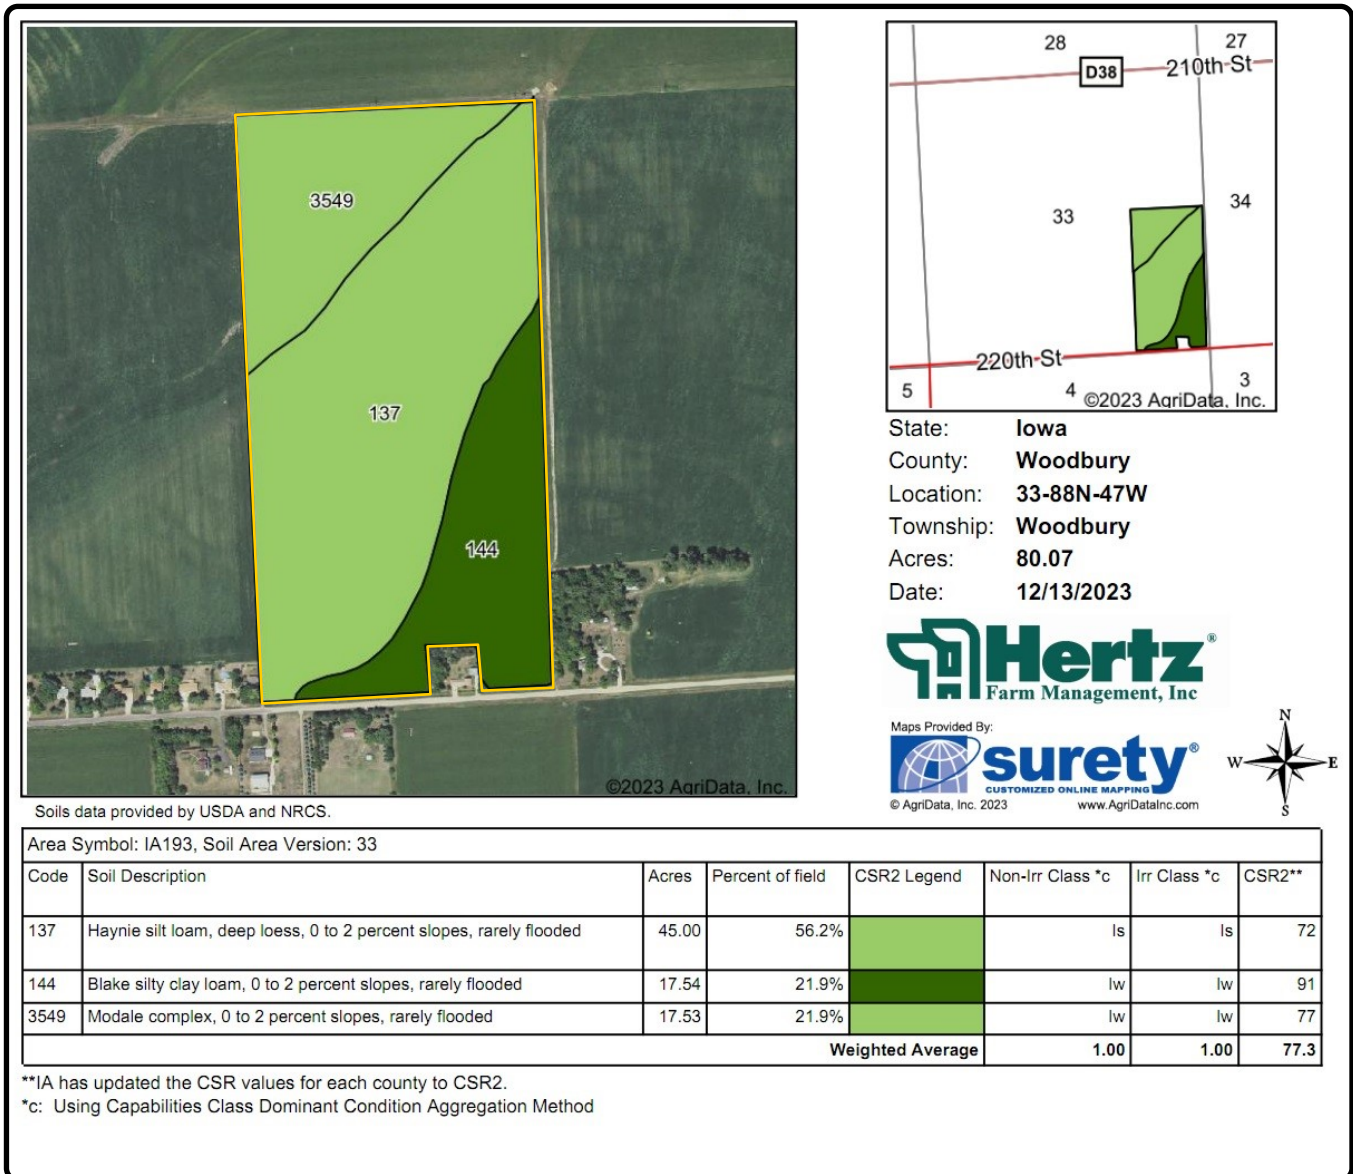 3549
137
144
©2023 AgriData, Inc.
Soils data provided by USDA and NRCS.
28
27
D38
210th St
33
34
220th St
5
4
3
©2023 AgriData, Inc.
State: Iowa
County: Woodbury
Location: 33-88N-47W
Township: Woodbury
Acres: 80.07
Date: 12/13/2023
Hertz®
Farm Management, Inc
Maps Provided By:
surety®
CUSTOMIZED ONLINE MAPPING
© AgriData, Inc. 2023 www.AgriDataInc.com
N
W E
S
Area Symbol: IA193, Soil Area Version: 33
Code Soil Description Acres Percent of field CSR2 Legend Non-Irr Class *c Irr Class *c CSR2**
137 Haynie silt loam, deep loess, 0 to 2 percent slopes, rarely flooded 45.00 56.2% Is Is 72
144 Blake silty clay loam, 0 to 2 percent slopes, rarely flooded 17.54 21.9% Iw Iw 91
3549 Modale complex, 0 to 2 percent slopes, rarely flooded 17.53 21.9% Iw Iw 77
Weighted Average 1.00 1.00 77.3
**IA has updated the CSR values for each county to CSR2.
*c: Using Capabilities Class Dominant Condition Aggregation Method